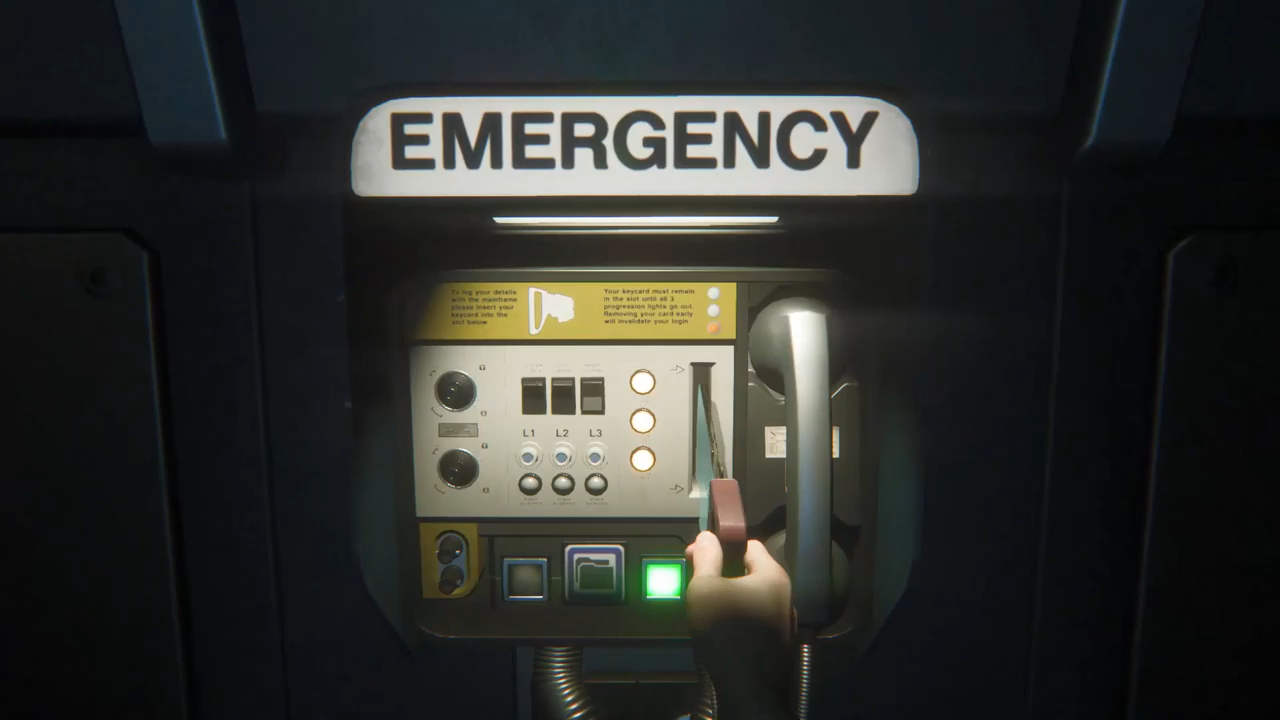 EMERGENCY
To log your details
with the mainframe
please insert your
keycard into the
slot below
Your keycard must remain
in the slot until all 3
progression lights go out.
Removing your card early
will invalidate your login
L1 L2 L3